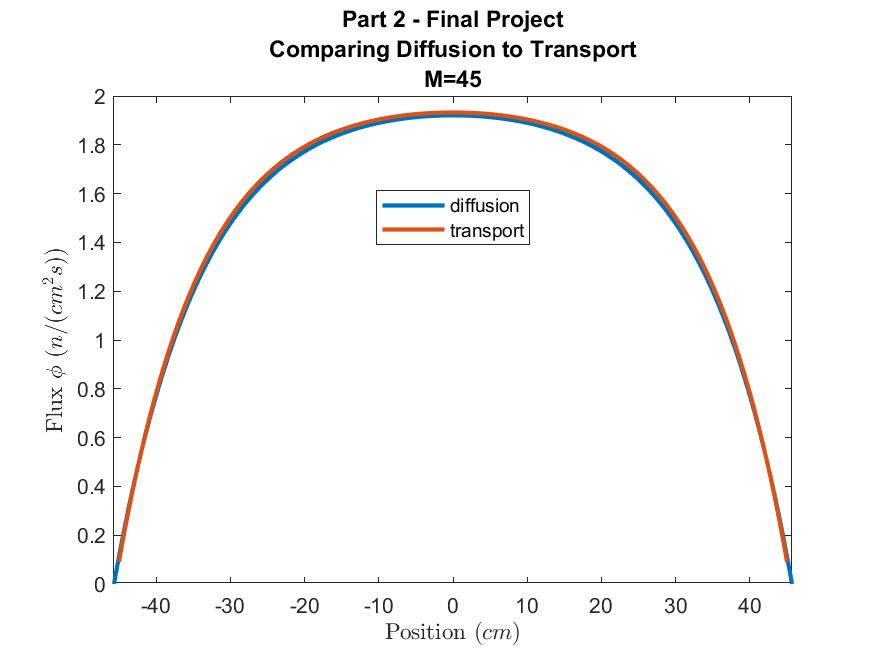 Part 2 - Final Project
Comparing Diffusion to Transport
M=45
2
1.8
1.6
1.4
1.2
1
0.8
0.6
0.4
0.2
0
Flux ϕ (n/(cm²s))
diffusion
transport
-40 -30 -20 -10 0 10 20 30 40
Position (cm)